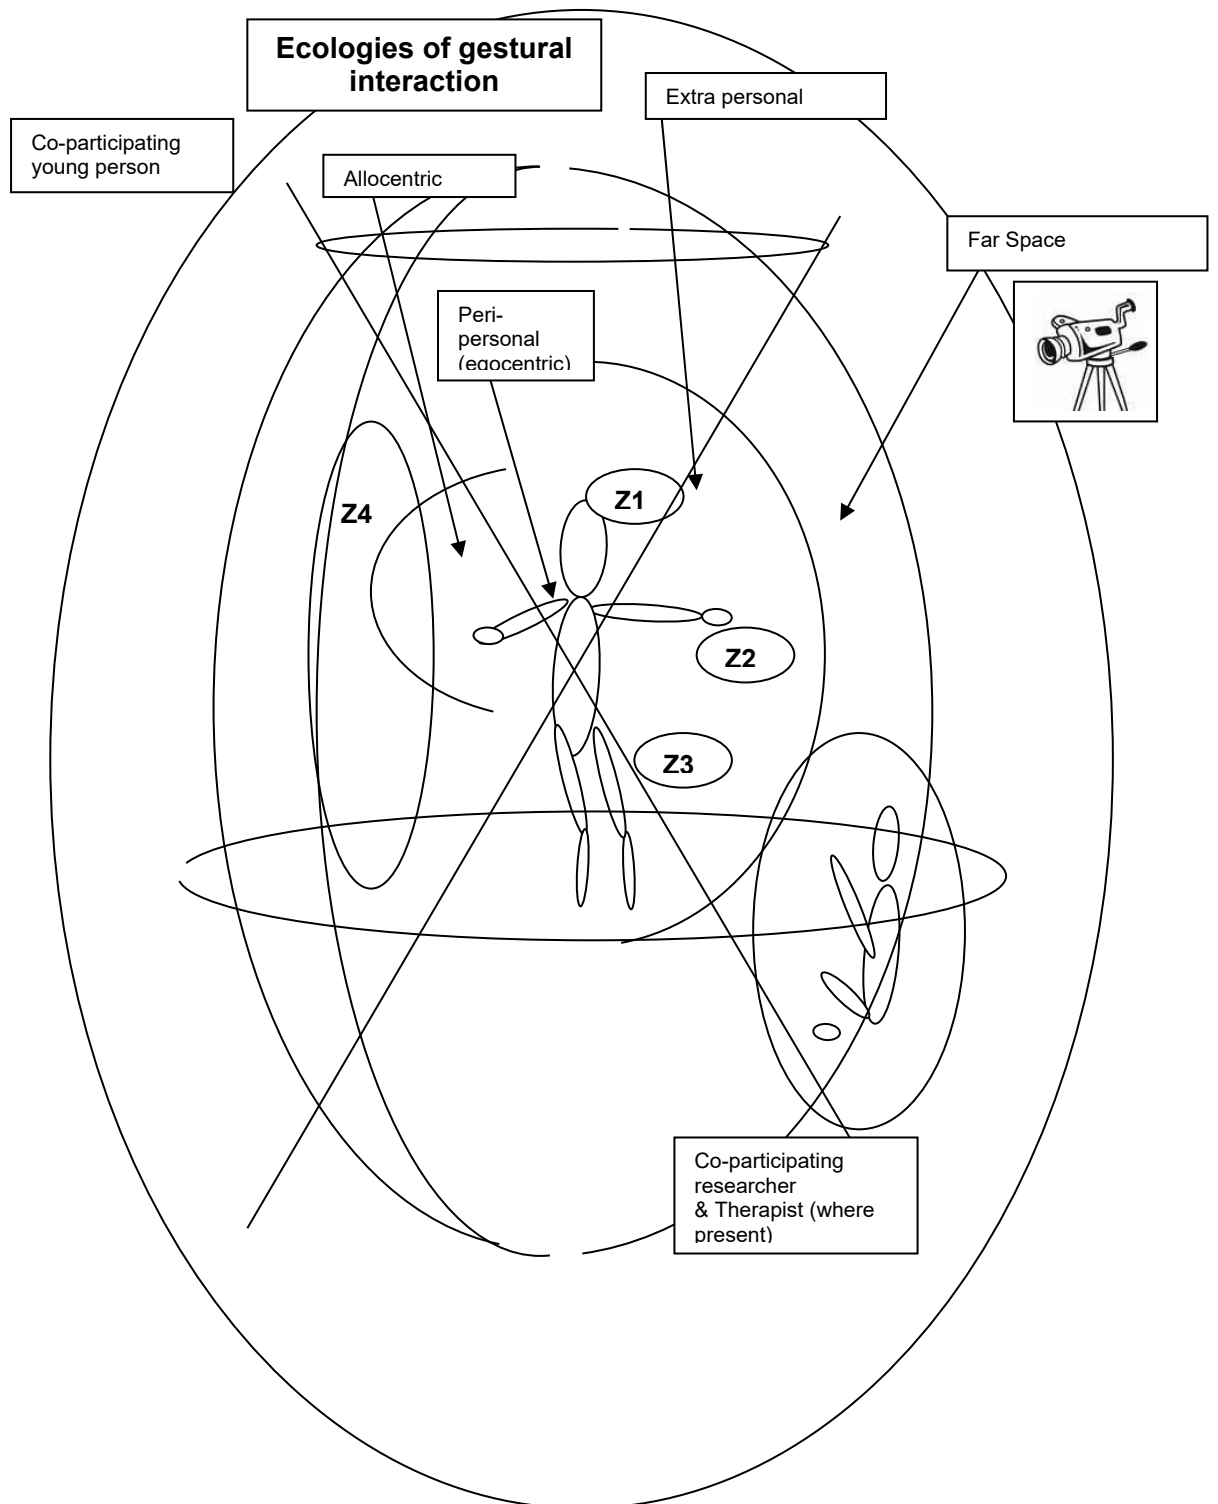 Ecologies of gestural
interaction
Extra personal
Co-participating
young person
Allocentric
Far Space
Peri-
personal
(egocentric)
Z1
Z4
Z2
Z3
Co-participating
researcher
& Therapist (where
present)